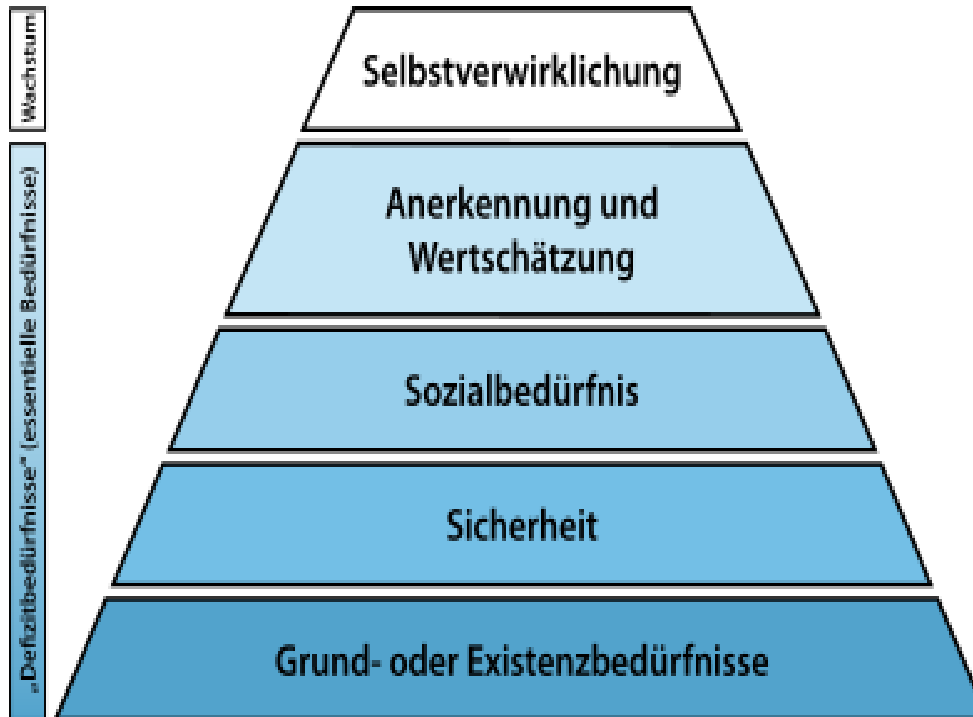 Wachstum
Selbstverwirklichung
Anerkennung und
Wertschätzung
Sozialbedürfnis
Sicherheit
Grund- oder Existenzbedürfnisse
„Defizitbedürfnisse“ (essentielle Bedürfnisse)